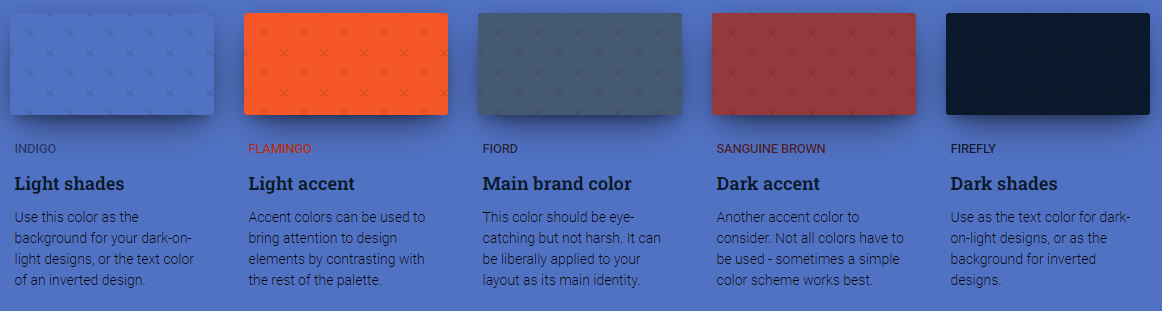 INDIGO
Light shades
Use this color as the
background for your dark-on-
light designs, or the text color
of an inverted design.
FLAMINGO
Light accent
Accent colors can be used to
bring attention to design
elements by contrasting with
the rest of the palette.
FIORD
Main brand color
This color should be eye-
catching but not harsh. It can
be liberally applied to your
layout as its main identity.
SANGUINE BROWN
Dark accent
Another accent color to
consider. Not all colors have to
be used - sometimes a simple
color scheme works best.
FIREFLY
Dark shades
Use as the text color for dark-
on-light designs, or as the
background for inverted
designs.